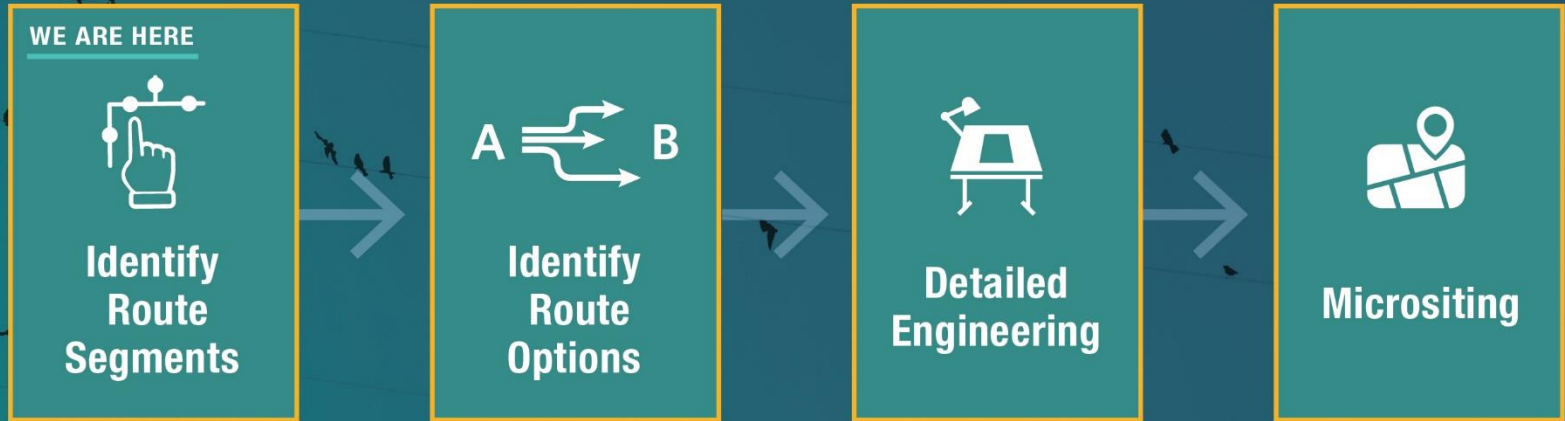 WE ARE HERE
Identify
Route
Segments
A
B
Identify
Route
Options
Detailed
Engineering
Micrositing